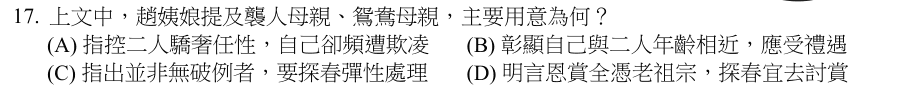 17. 上文中，趙姨娘提及襲人母親、鴛鴦母親，主要用意為何？
(A) 指控二人驕奢任性，自己卻頻遭欺凌 (B) 彰顯自己與二人年齡相近，應受禮遇
(C) 指出並非無破例者，要探春彈性處理 (D) 明言恩賞全憑老祖宗，探春宜去討賞